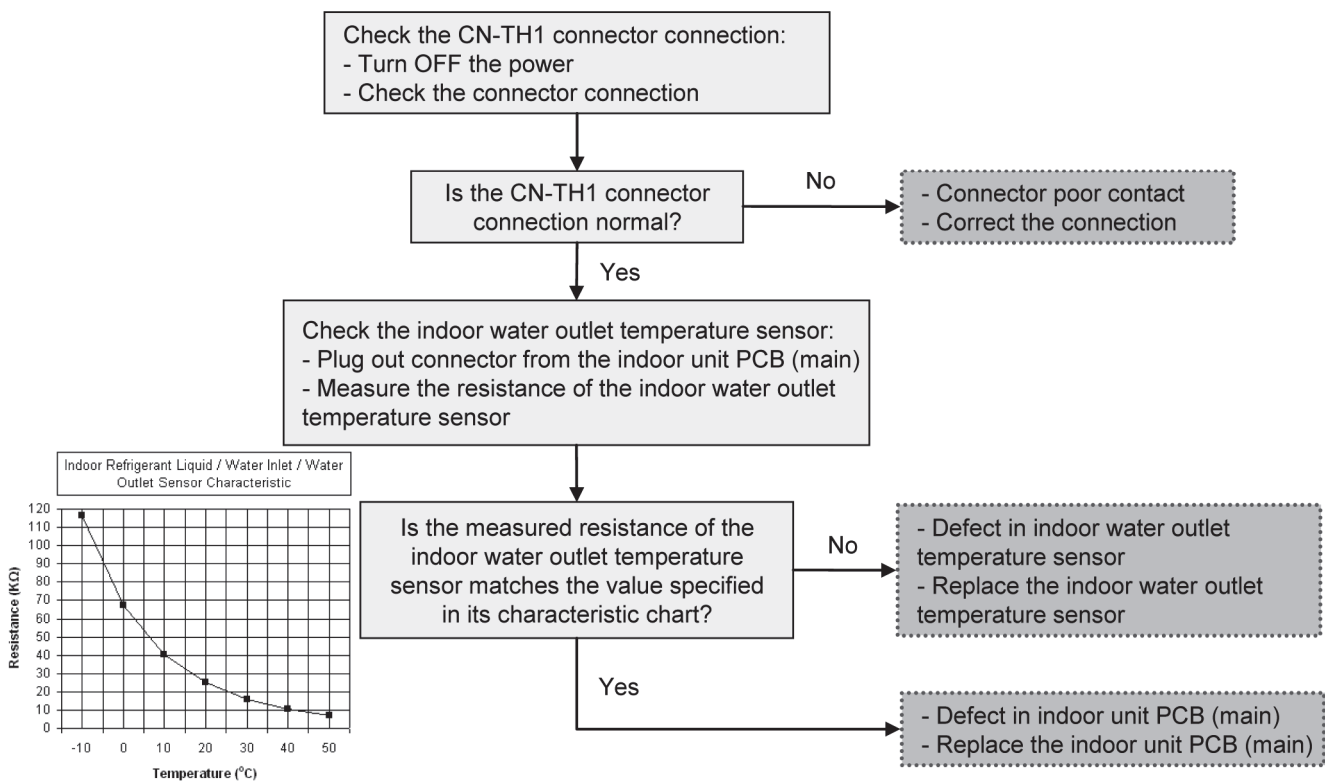 Check the CN-TH1 connector connection:
- Turn OFF the power
- Check the connector connection
Is the CN-TH1 connector
connection normal?
No
- Connector poor contact
- Correct the connection
Yes
Check the indoor water outlet temperature sensor:
- Plug out connector from the indoor unit PCB (main)
- Measure the resistance of the indoor water outlet
temperature sensor
Indoor Refrigerant Liquid / Water Inlet / Water
Outlet Sensor Characteristic
120
110
100
90
80
70
60
50
40
30
20
10
0
Resistance (KΩ)
-10 0 10 20 30 40 50
Temperature (°C)
Is the measured resistance of the
indoor water outlet temperature
sensor matches the value specified
in its characteristic chart?
No
- Defect in indoor water outlet
temperature sensor
- Replace the indoor water outlet
temperature sensor
Yes
- Defect in indoor unit PCB (main)
- Replace the indoor unit PCB (main)